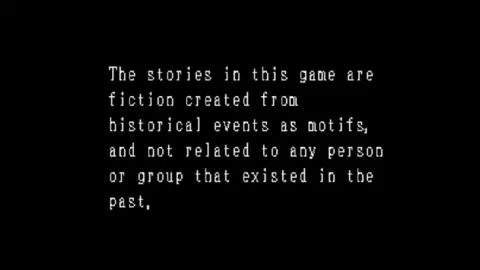 The stories in this game are
fiction created from
historical events as motifs,
and not related to any person
or group that existed in the
past.